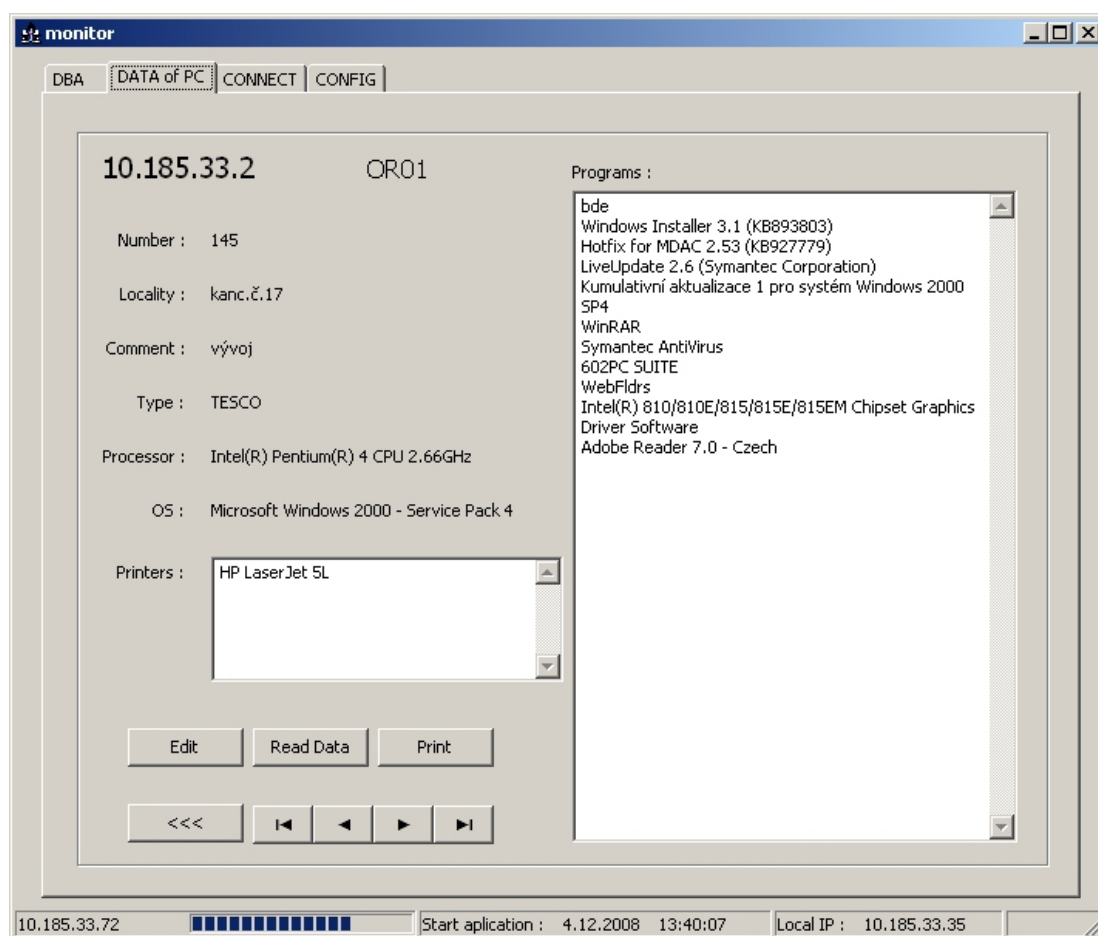 monitor
DBA DATA of PC CONNECT CONFIG
10.185.33.2 OR01
Number : 145
Locality : kanc.č.17
Comment : vývoj
Type : TESCO
Processor : Intel(R) Pentium(R) 4 CPU 2.66GHz
OS : Microsoft Windows 2000 - Service Pack 4
Printers : HP LaserJet 5L
Edit Read Data Print
<<<
Programs :
bde
Windows Installer 3.1 (KB893803)
Hotfix for MDAC 2.53 (KB927779)
LiveUpdate 2.6 (Symantec Corporation)
Kumulativní aktualizace 1 pro systém Windows 2000
SP4
WinRAR
Symantec AntiVirus
602PC SUITE
WebFldrs
Intel(R) 810/810E/815/815E/815EM Chipset Graphics
Driver Software
Adobe Reader 7.0 - Czech
10.185.33.72 Start aplication : 4.12.2008 13:40:07 Local IP : 10.185.33.35